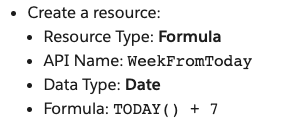 • Create a resource:
• Resource Type: Formula
• API Name: WeekFromToday
• Data Type: Date
• Formula: TODAY() + 7